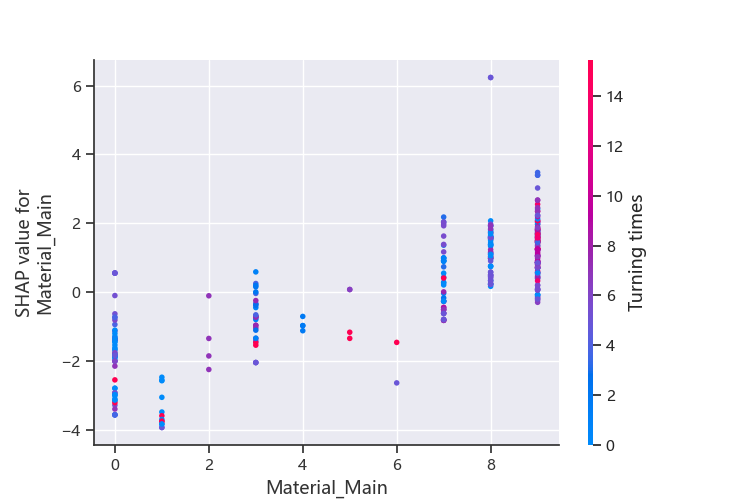 6
4
2
0
−2
−4
SHAP value for
Material_Main
0 2 4 6 8
Material_Main
14
12
10
8
6
4
2
0
Turning times